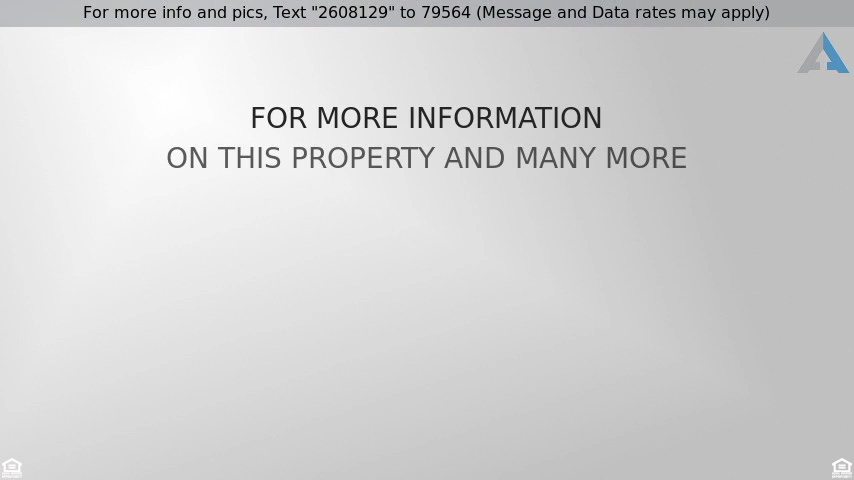 For more info and pics, Text "2608129" to 79564 (Message and Data rates may apply)
FOR MORE INFORMATION
ON THIS PROPERTY AND MANY MORE